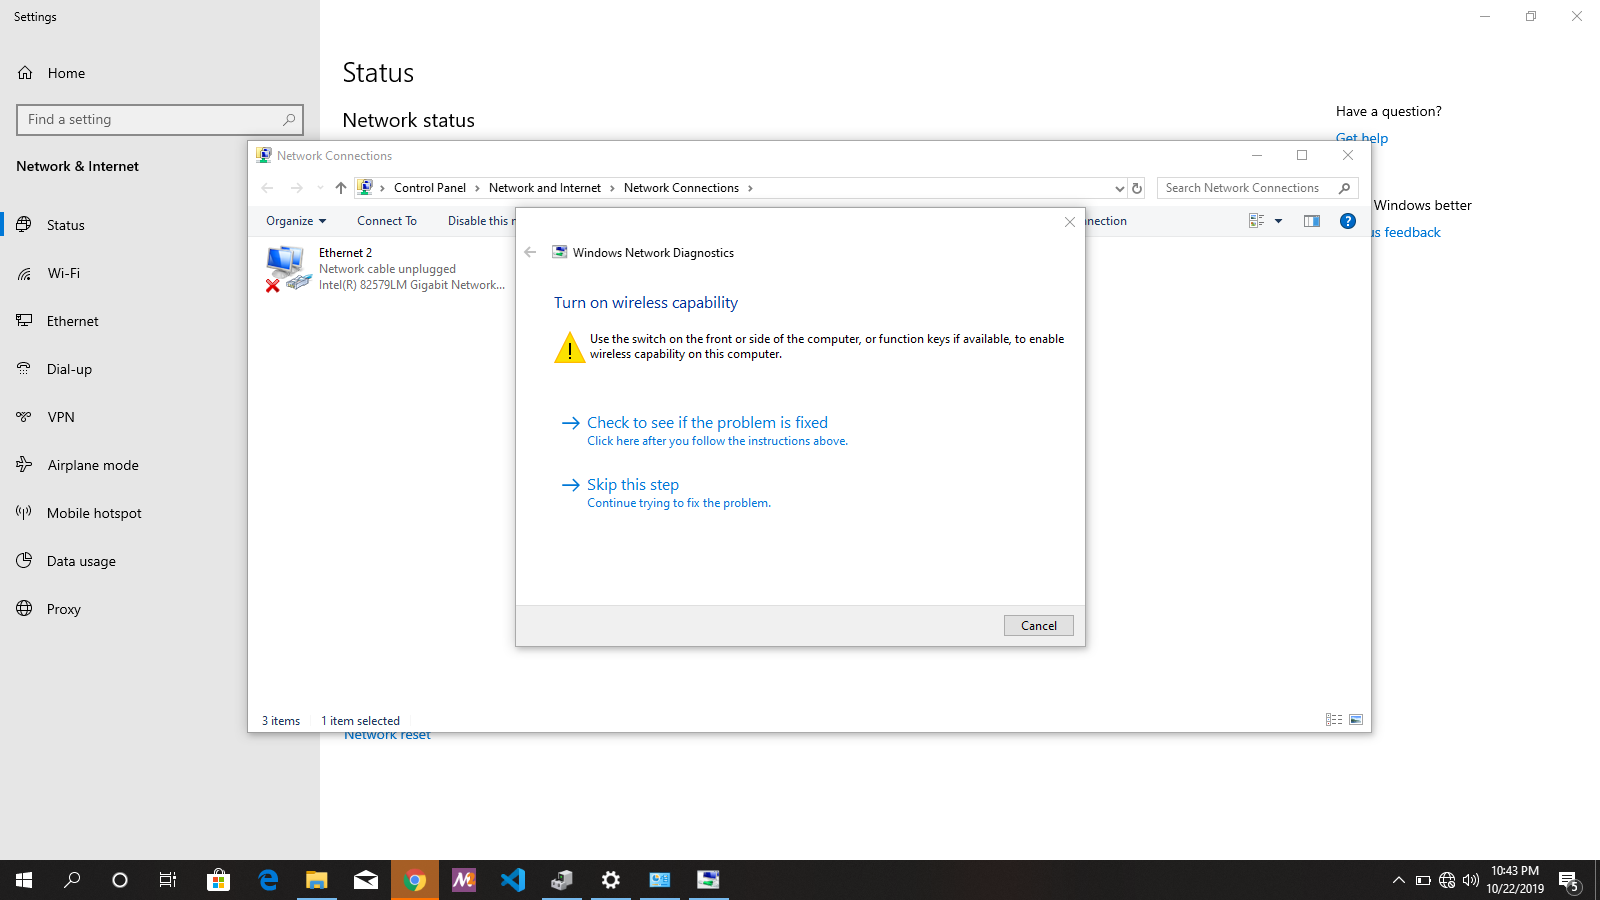 Settings
Home
Find a setting
Network & Internet
Status
Wi-Fi
Ethernet
Dial-up
VPN
Airplane mode
Mobile hotspot
Data usage
Proxy
Status
Network status
Have a question?
Get help
Windows better
us feedback
Network Connections
Control Panel > Network and Internet > Network Connections >
Search Network Connections
Organize
Connect To
Disable this
Ethernet 2
Network cable unplugged
Intel(R) 82579LM Gigabit Network...
Windows Network Diagnostics
Turn on wireless capability
Use the switch on the front or side of the computer, or function keys if available, to enable
wireless capability on this computer.
Check to see if the problem is fixed
Click here after you follow the instructions above.
Skip this step
Continue trying to fix the problem.
Cancel
3 items
1 item selected
Network reset
10:43 PM
10/22/2019
5